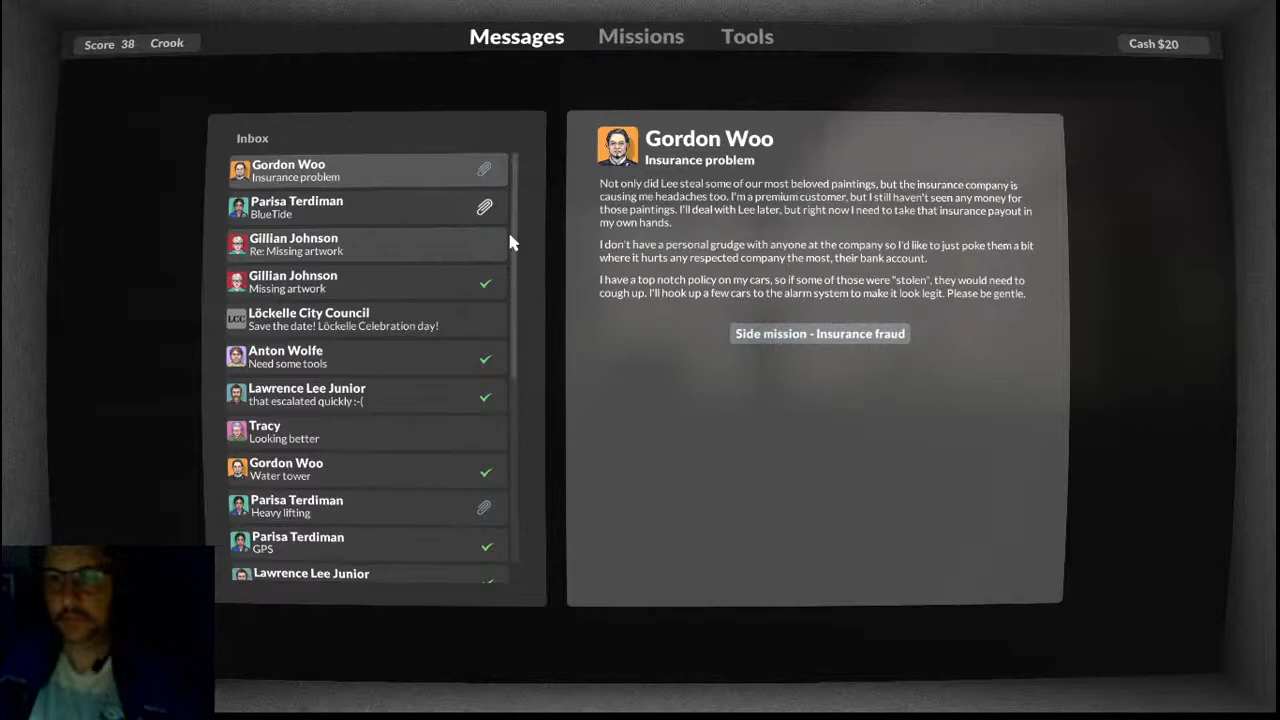 Score 38 Crook
Messages Missions Tools
Cash $20
Inbox
Gordon Woo
Insurance problem
Parisa Terdiman
BlueTide
Gillian Johnson
Re: Missing artwork
Gillian Johnson
Missing artwork
LCC
Löckelle City Council
Save the date! Löckelle Celebration day!
Anton Wolfe
Need some tools
Lawrence Lee Junior
that escalated quickly :-(
Tracy
Looking better
Gordon Woo
Water tower
Parisa Terdiman
Heavy lifting
Parisa Terdiman
GPS
Lawrence Lee Junior
Gordon Woo
Insurance problem
Not only did Lee steal some of our most beloved paintings, but the insurance company is
causing me headaches too. I'm a premium customer, but I still haven't seen any money for
those paintings. I'll deal with Lee later, but right now I need to take that insurance payout in
my own hands.
I don't have a personal grudge with anyone at the company so I'd like to just poke them a bit
where it hurts any respected company the most, their bank account.
I have a top notch policy on my cars, so if some of those were "stolen", they would need to
cough up. I'll hook up a few cars to the alarm system to make it look legit. Please be gentle.
Side mission - Insurance fraud